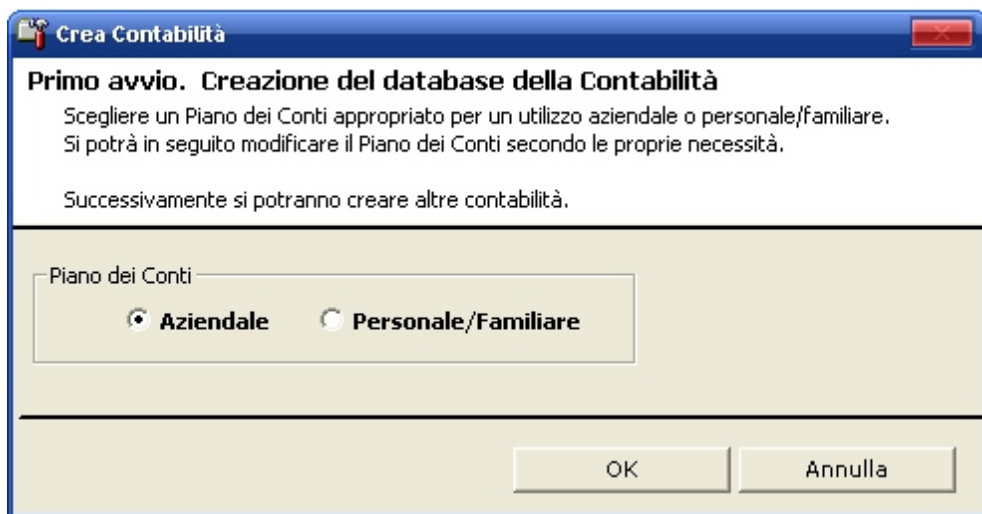 Crea Contabilità
Primo avvio. Creazione del database della Contabilità
Scegliere un Piano dei Conti appropriato per un utilizzo aziendale o personale/familiare.
Si potrà in seguito modificare il Piano dei Conti secondo le proprie necessità.
Successivamente si potranno creare altre contabilità.
Piano dei Conti
Aziendale Personale/Familiare
OK Annulla